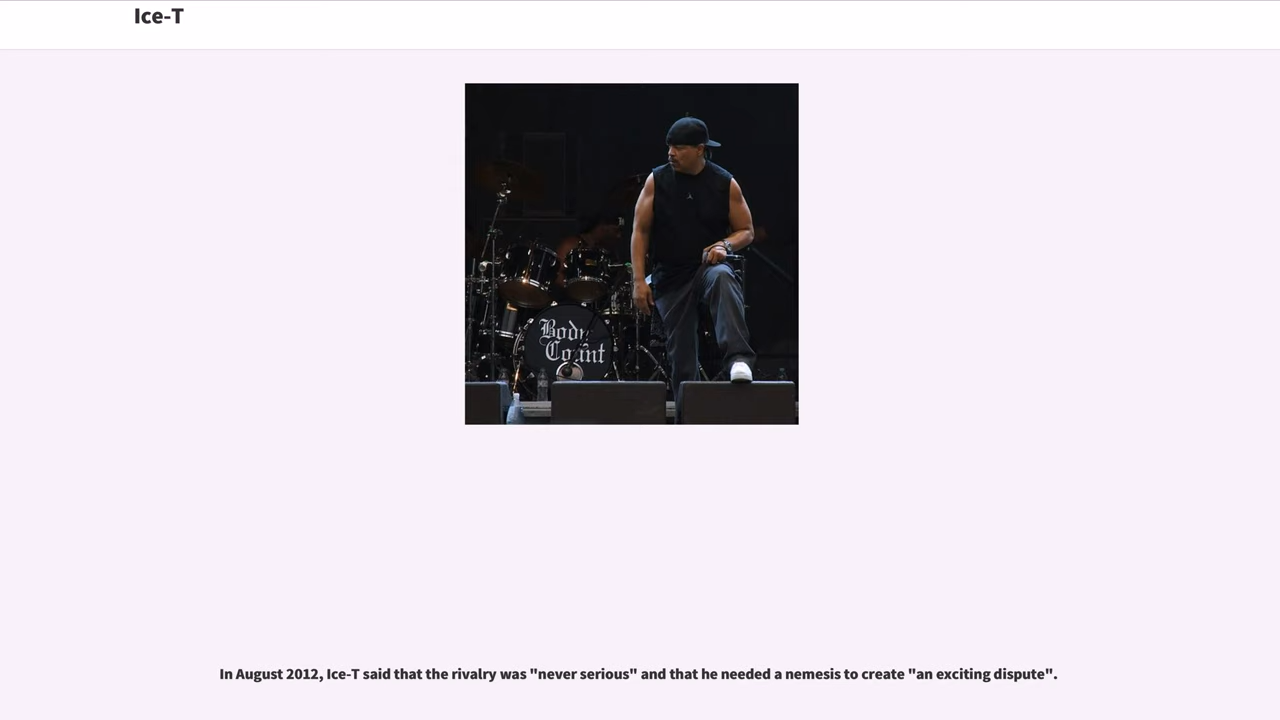 Ice-T
Body
Count
In August 2012, Ice-T said that the rivalry was "never serious" and that he needed a nemesis to create "an exciting dispute".